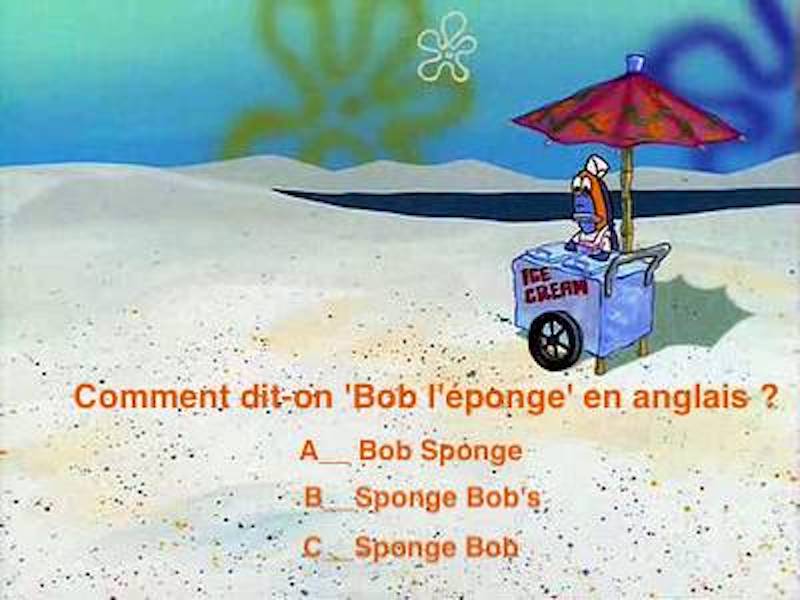 ICE
CREAM
Comment dit-on 'Bob l'éponge' en anglais ?
A__ Bob Sponge
B__Sponge Bob's
C__Sponge Bob